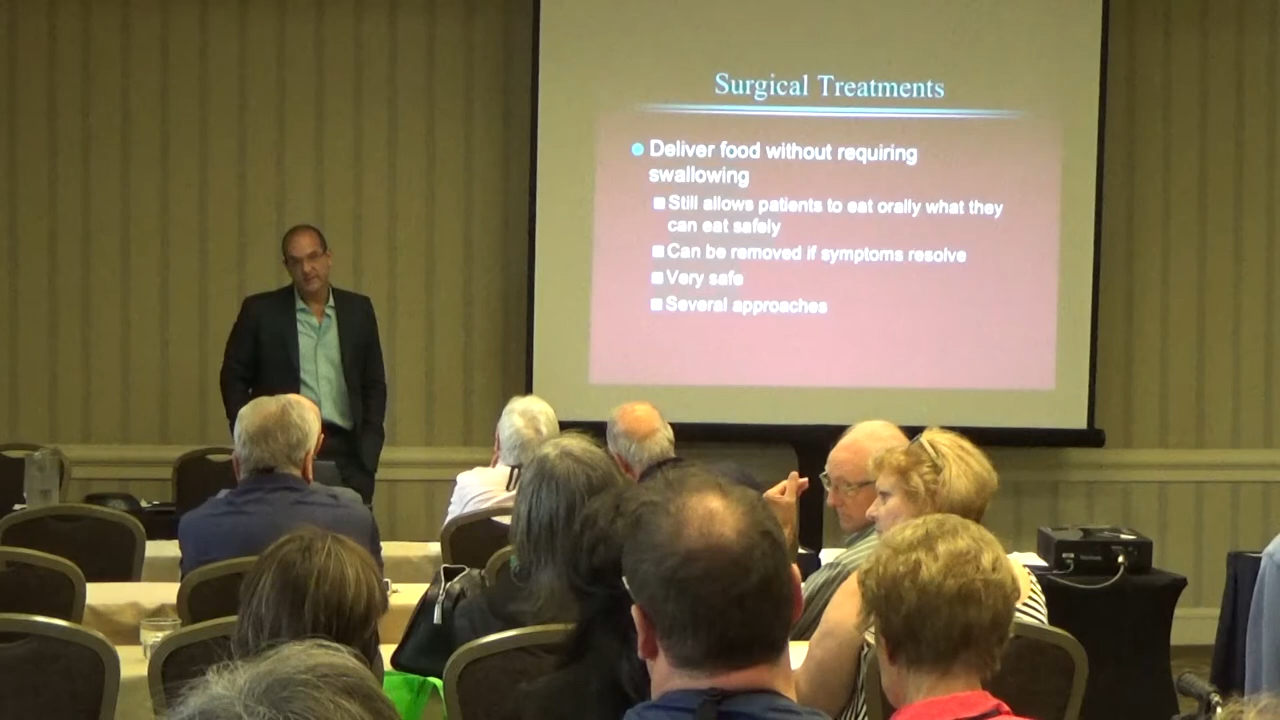 Surgical Treatments
Deliver food without requiring
swallowing
Still allows patients to eat orally what they
can eat safely
Can be removed if symptoms resolve
Very safe
Several approaches